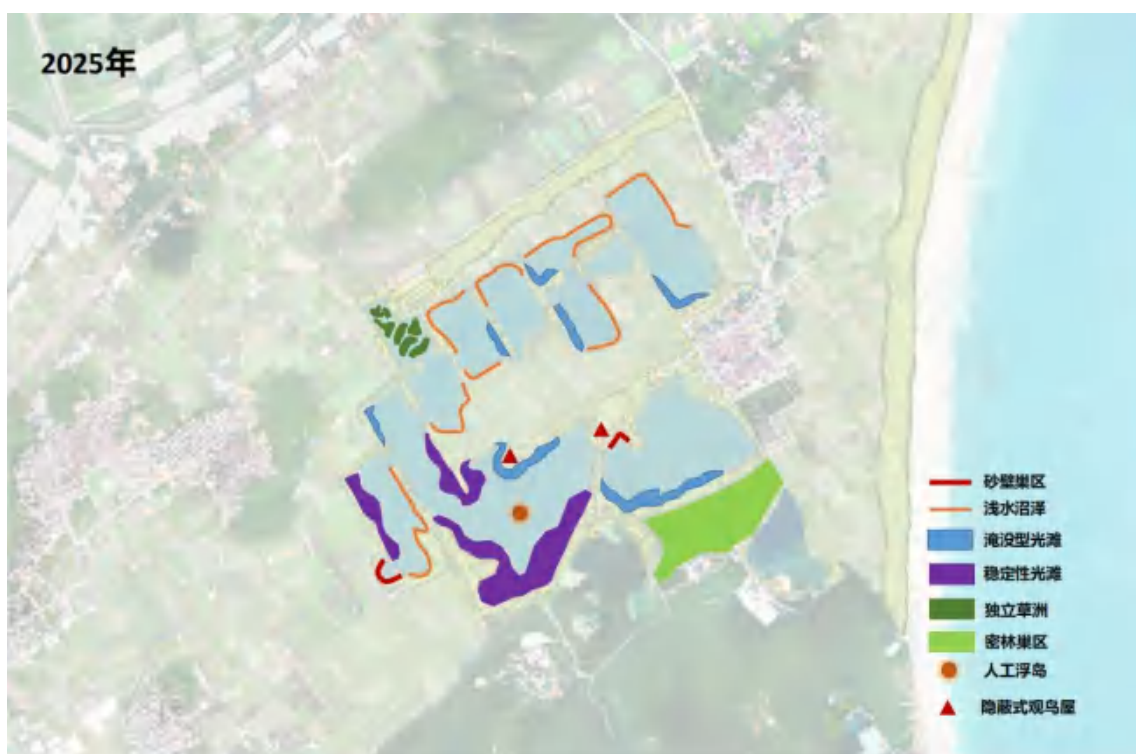 2025年
砂壁巢区
浅水沼泽
淹没型光滩
稳定性光滩
独立草洲
密林巢区
人工浮岛
隐蔽式观鸟屋